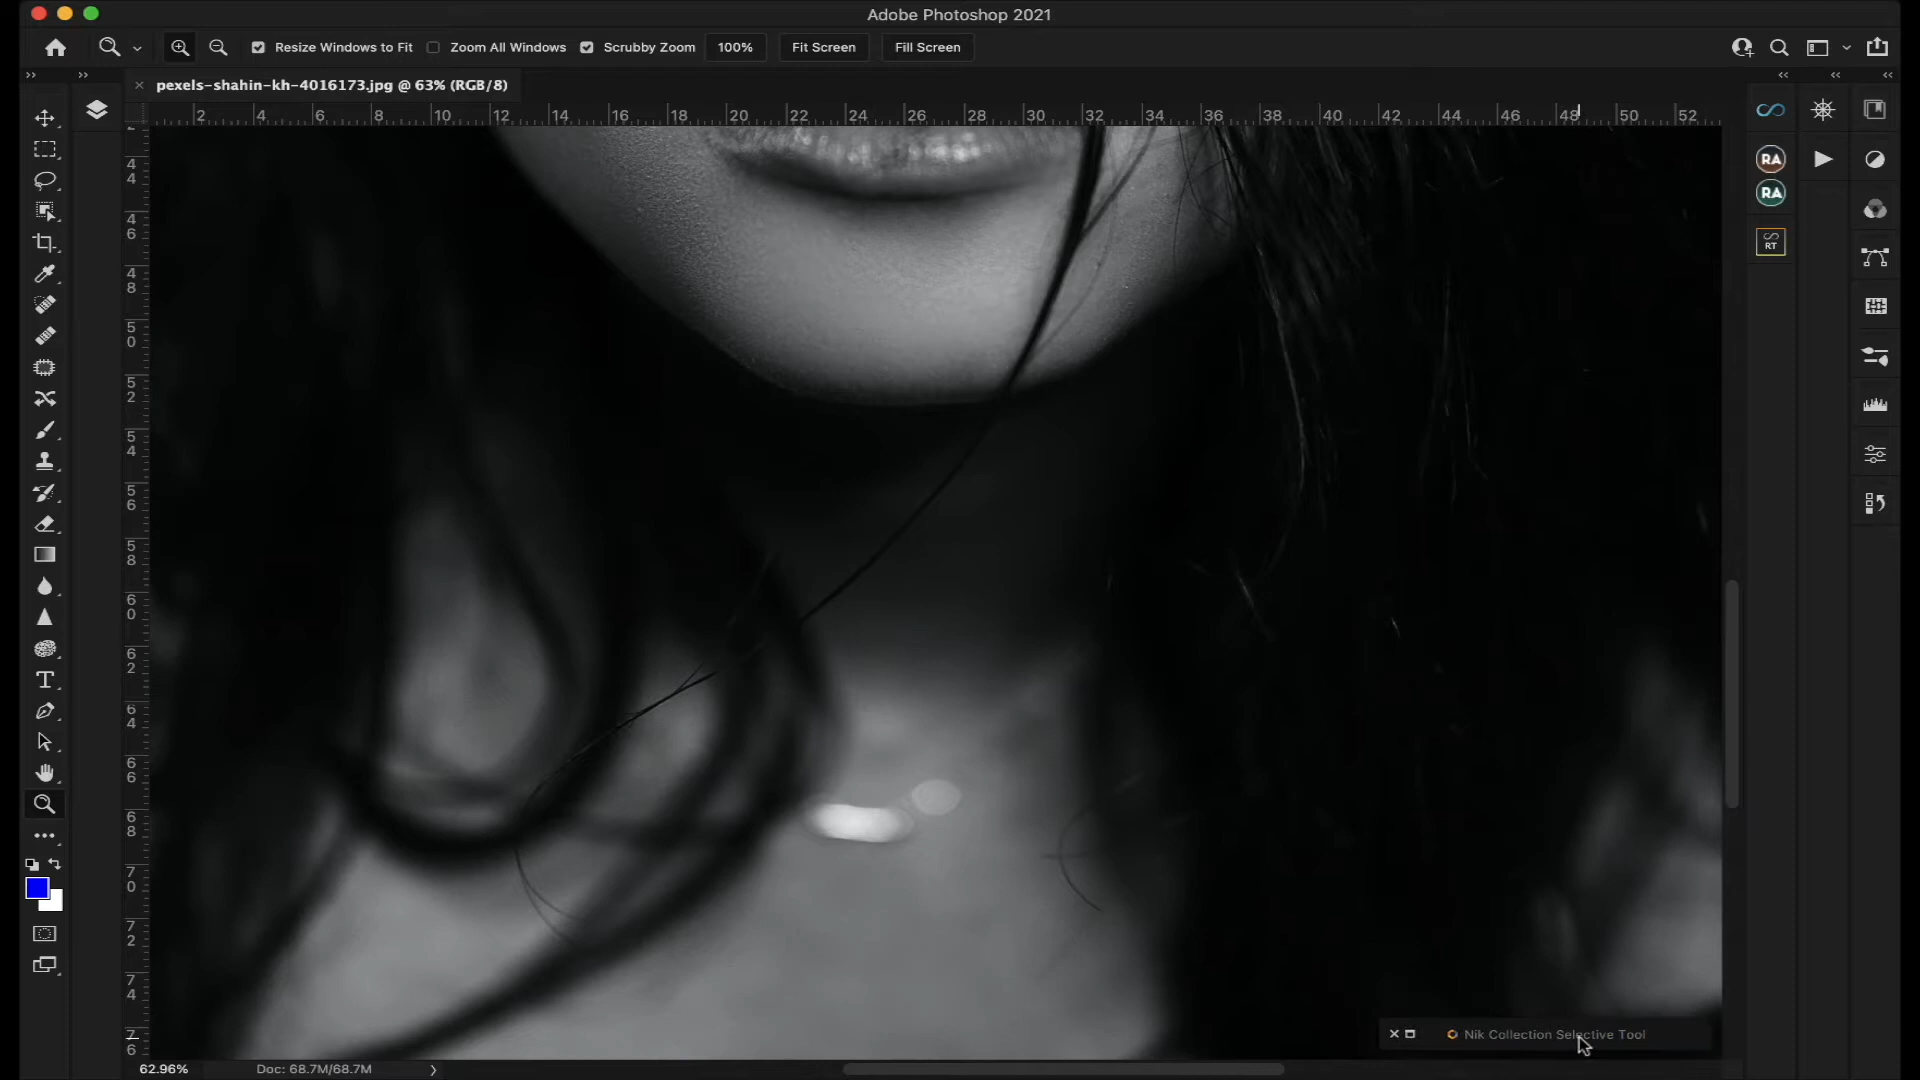 Adobe Photoshop 2021
Resize Windows to Fit Zoom All Windows Scrubby Zoom 100% Fit Screen Fill Screen
pexels-shahin-kh-4016173.jpg @ 63% (RGB/8)
2 4 6 8 10 12 14 16 18 20 22 24 26 28 30 32 34 36 38 40 42 44 46 48 50 52
44
46
48
50
52
54
56
58
60
62
64
66
68
70
72
74
76
RA
RA
RT
T
Nik Collection Selective Tool
62.96% Doc: 68.7M/68.7M